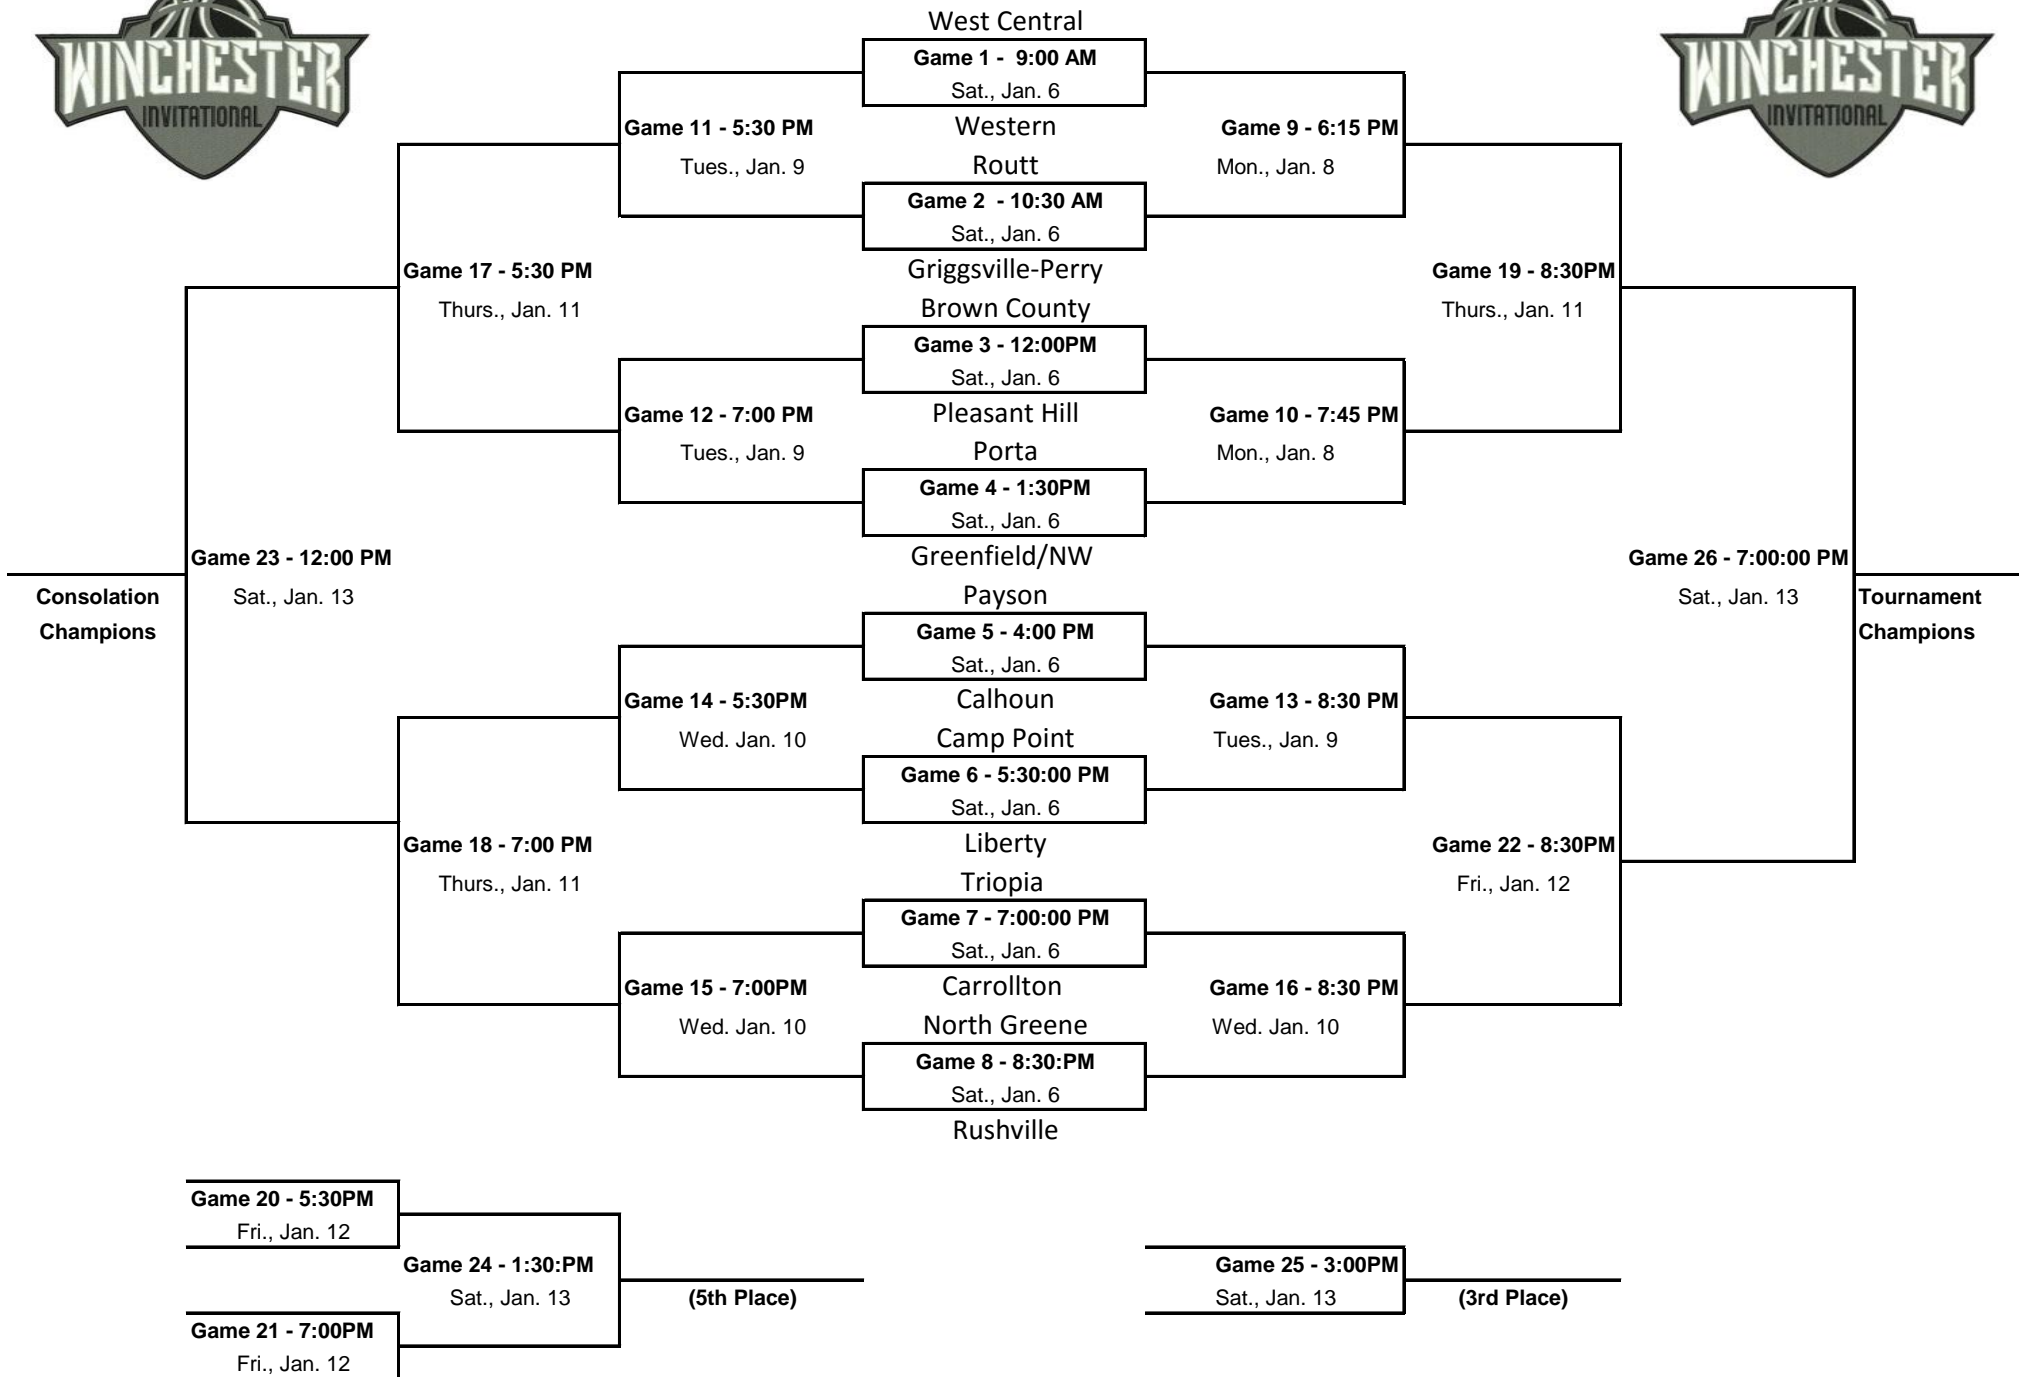 WINCHESTER
INVITATIONAL
WINCHESTER
INVITATIONAL
West Central
Game 1 -  9:00 AM
Sat., Jan. 6
Game 11 - 5:30 PM
Western
Game 9 - 6:15 PM
Tues., Jan. 9
Routt
Mon., Jan. 8
Game 2  - 10:30 AM
Sat., Jan. 6
Game 17 - 5:30 PM
Griggsville-Perry
Game 19 - 8:30PM
Thurs., Jan. 11
Brown County
Thurs., Jan. 11
Game 3 - 12:00PM
Sat., Jan. 6
Game 12 - 7:00 PM
Pleasant Hill
Game 10 - 7:45 PM
Tues., Jan. 9
Porta
Mon., Jan. 8
Game 4 - 1:30PM
Sat., Jan. 6
Game 23 - 12:00 PM
Greenfield/NW
Game 26 - 7:00:00 PM
Consolation
Sat., Jan. 13
Payson
Sat., Jan. 13
Tournament
Champions
Game 5 - 4:00 PM
Champions
Sat., Jan. 6
Game 14 - 5:30PM
Calhoun
Game 13 - 8:30 PM
Wed. Jan. 10
Camp Point
Tues., Jan. 9
Game 6 - 5:30:00 PM
Sat., Jan. 6
Game 18 - 7:00 PM
Liberty
Game 22 - 8:30PM
Thurs., Jan. 11
Triopia
Fri., Jan. 12
Game 7 - 7:00:00 PM
Sat., Jan. 6
Game 15 - 7:00PM
Carrollton
Game 16 - 8:30 PM
Wed. Jan. 10
North Greene
Wed. Jan. 10
Game 8 - 8:30:PM
Sat., Jan. 6
Rushville
Game 20 - 5:30PM
Fri., Jan. 12
Game 24 - 1:30:PM
Game 25 - 3:00PM
Sat., Jan. 13
(5th Place)
Sat., Jan. 13
(3rd Place)
Game 21 - 7:00PM
Fri., Jan. 12